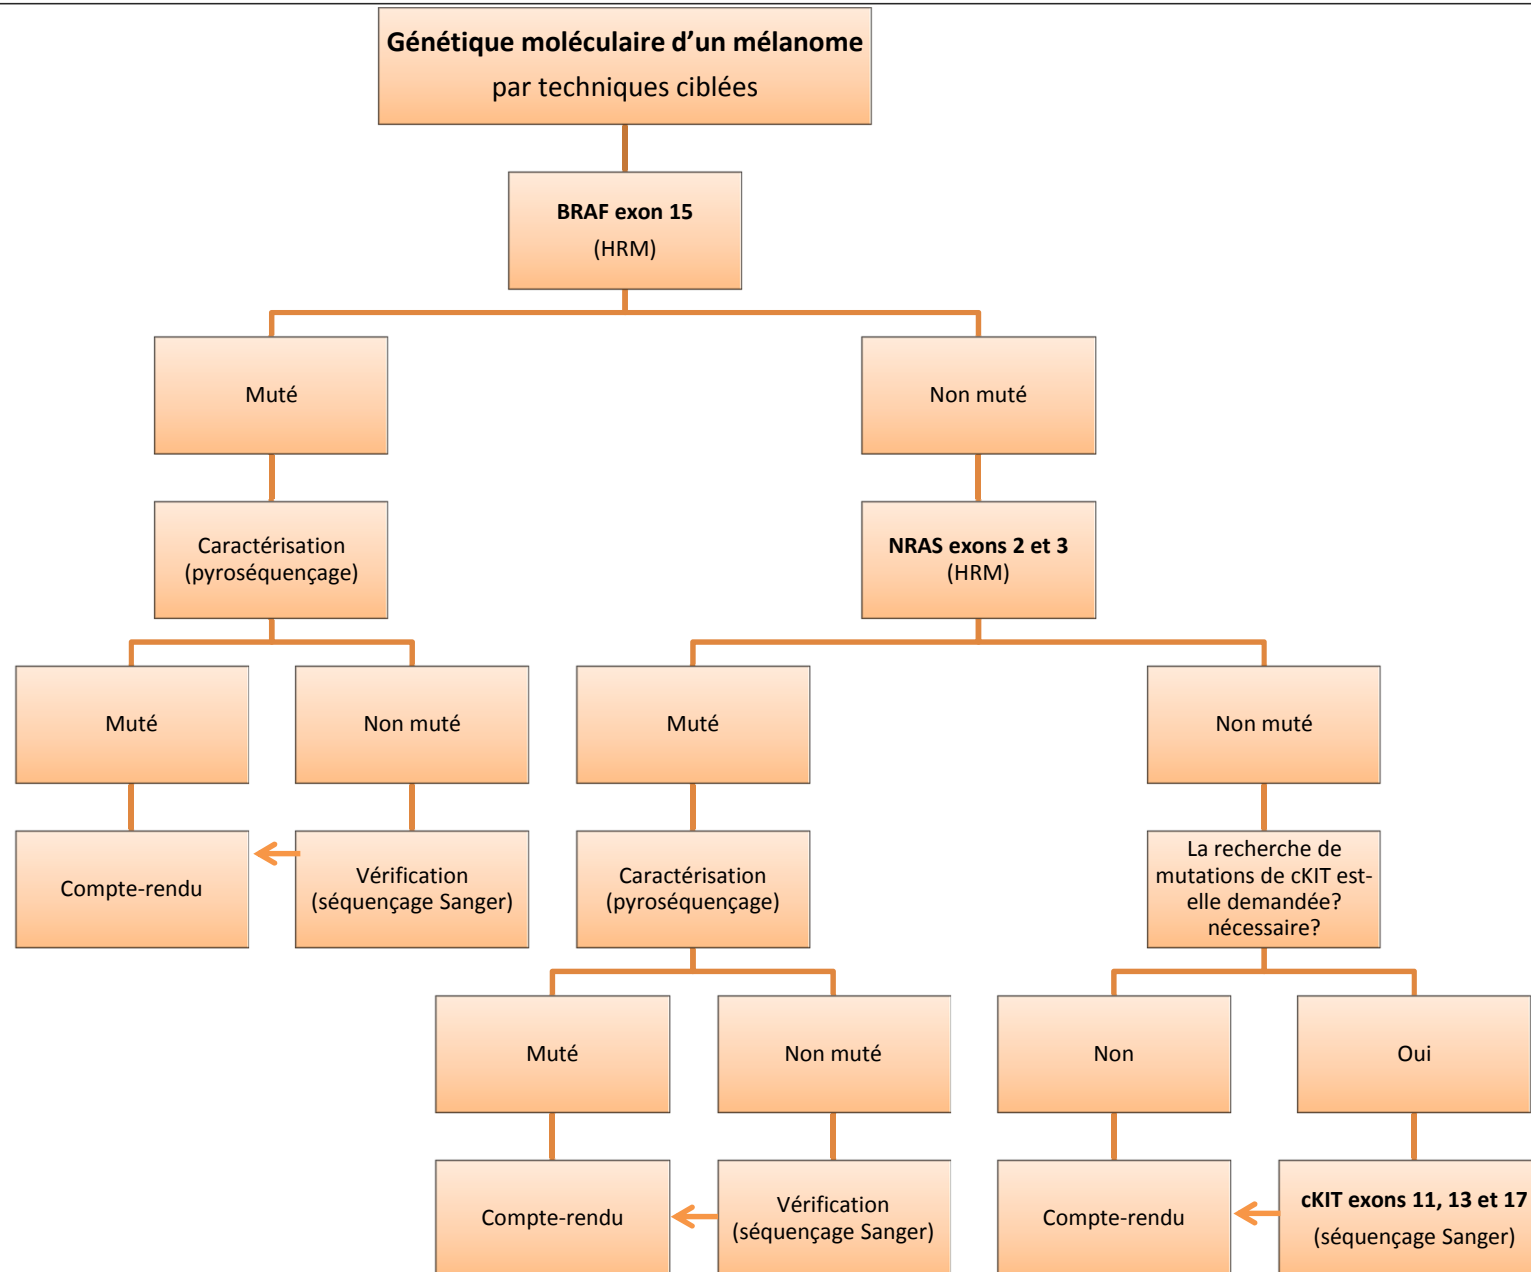 Génétique moléculaire d’un mélanome
par techniques ciblées
BRAF exon 15
(HRM)
Muté
Non muté
Caractérisation
(pyroséquençage)
NRAS exons 2 et 3
(HRM)
Muté
Non muté
Muté
Non muté
Compte-rendu
Vérification
(séquençage Sanger)
Caractérisation
(pyroséquençage)
La recherche de
mutations de cKIT est-
elle demandée?
nécessaire?
Muté
Non muté
Non
Oui
Compte-rendu
Vérification
(séquençage Sanger)
Compte-rendu
cKIT exons 11, 13 et 17
(séquençage Sanger)